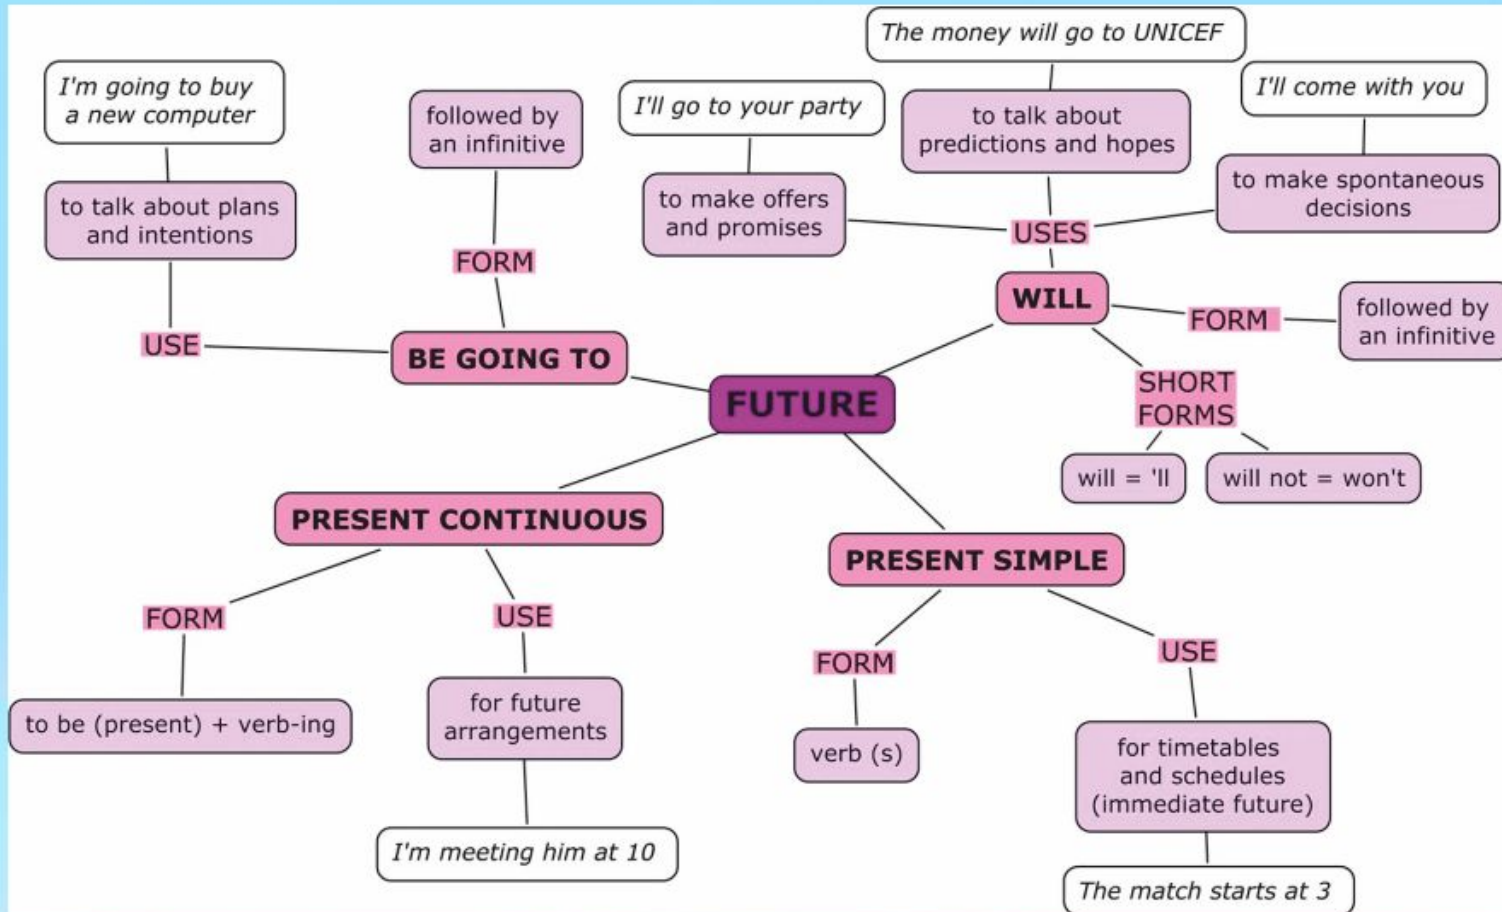 The money will go to UNICEF
I'm going to buy
a new computer
followed by
an infinitive
I'll go to your party
to talk about
predictions and hopes
I'll come with you
to talk about plans
and intentions
to make offers
and promises
to make spontaneous
decisions
USES
FORM
WILL
FORM
followed by
an infinitive
USE
BE GOING TO
SHORT
FORMS
FUTURE
will = 'll
will not = won't
PRESENT CONTINUOUS
PRESENT SIMPLE
FORM
USE
FORM
USE
to be (present) + verb-ing
for future
arrangements
verb (s)
for timetables
and schedules
(immediate future)
I'm meeting him at 10
The match starts at 3